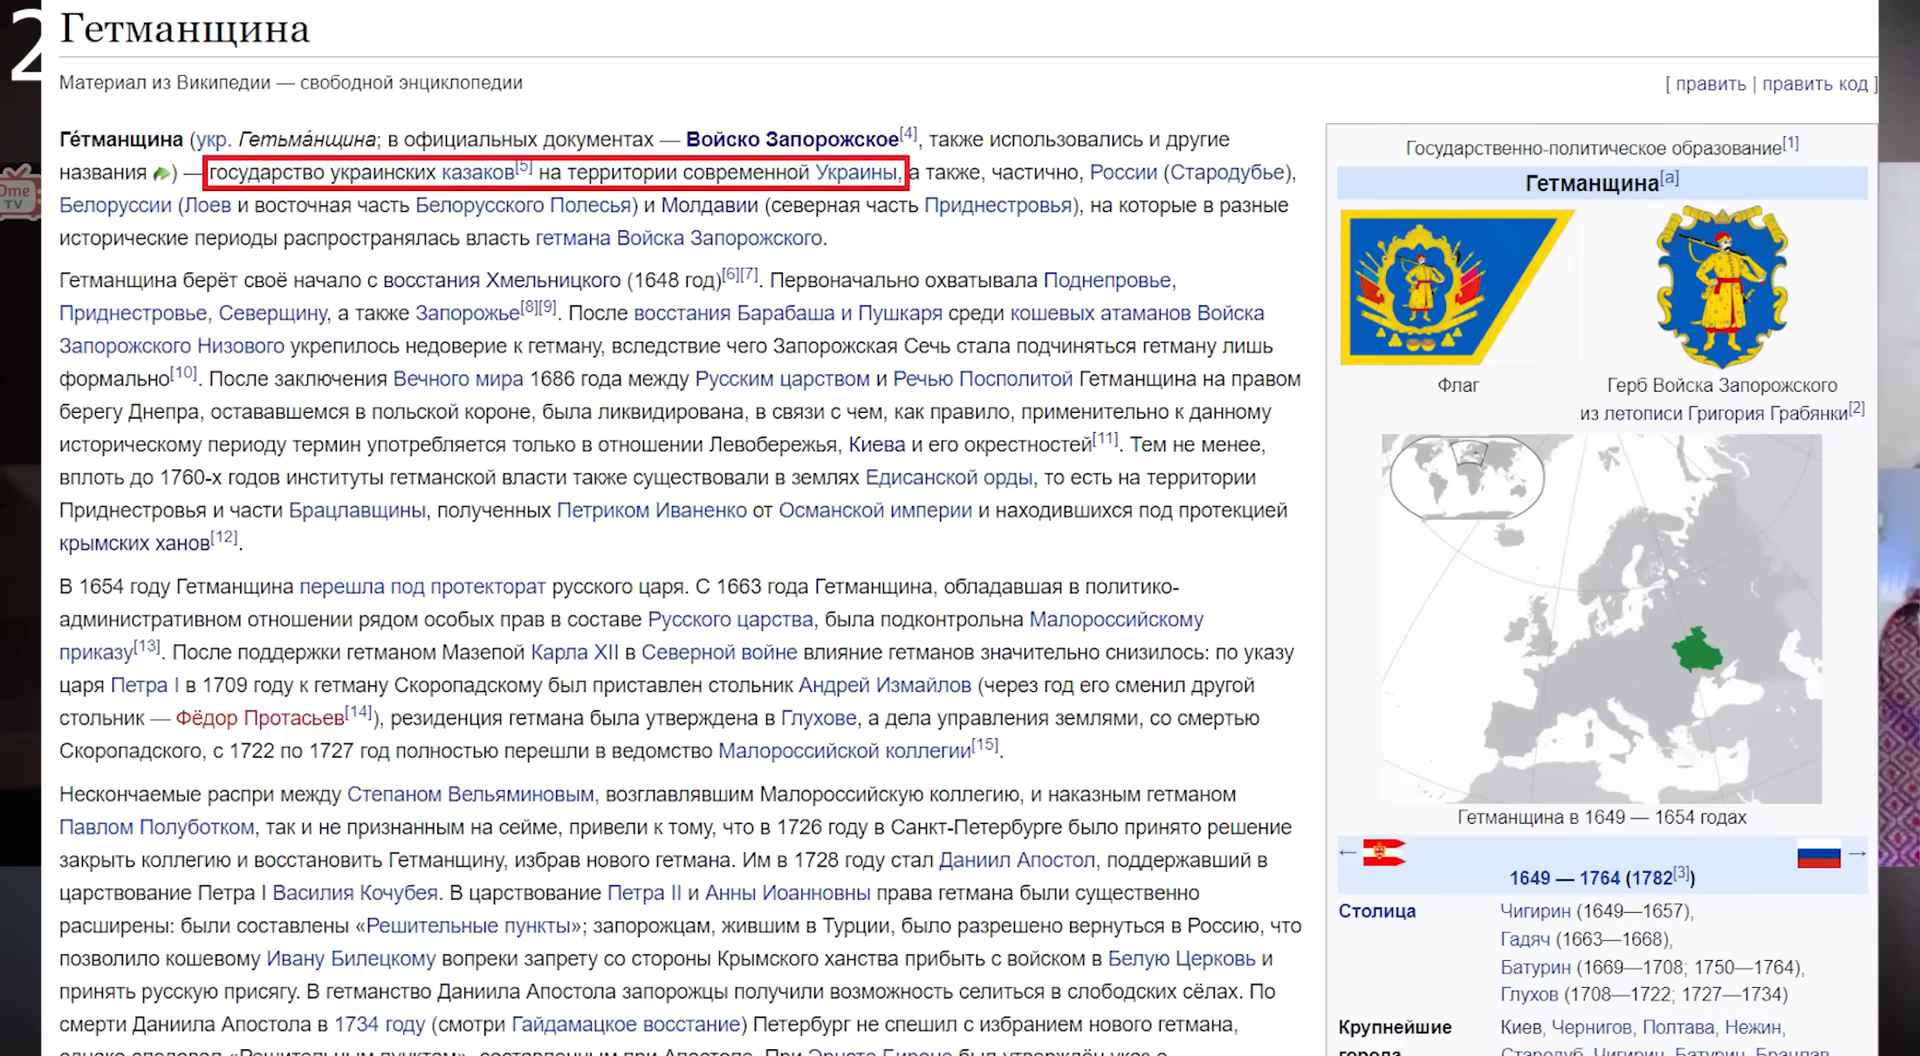 2
Гетманщина
Материал из Википедии — свободной энциклопедии
[ править | править код ]
Ге́тманщина (укр. Гетьма́нщина; в официальных документах — Войско Запорожское[4], также использовались и другие
названия ) — государство украинских казаков[5] на территории современной Украины, а также, частично, России (Стародубье),
Белоруссии (Лоев и восточная часть Белорусского Полесья) и Молдавии (северная часть Приднестровья), на которые в разные
исторические периоды распространялась власть гетмана Войска Запорожского.
Гетманщина берёт своё начало с восстания Хмельницкого (1648 год)[6][7]. Первоначально охватывала Поднепровье,
Приднестровье, Северщину, а также Запорожье[8][9]. После восстания Барабаша и Пушкаря среди кошевых атаманов Войска
Запорожского Низового укрепилось недоверие к гетману, вследствие чего Запорожская Сечь стала подчиняться гетману лишь
формально[10]. После заключения Вечного мира 1686 года между Русским царством и Речью Посполитой Гетманщина на правом
берегу Днепра, остававшемся в польской короне, была ликвидирована, в связи с чем, как правило, применительно к данному
историческому периоду термин употребляется только в отношении Левобережья, Киева и его окрестностей[11]. Тем не менее,
вплоть до 1760-х годов институты гетманской власти также существовали в землях Едисанской орды, то есть на территории
Приднестровья и части Брацлавщины, полученных Петриком Иваненко от Османской империи и находившихся под протекцией
крымских ханов[12].
В 1654 году Гетманщина перешла под протекторат русского царя. С 1663 года Гетманщина, обладавшая в политико-
административном отношении рядом особых прав в составе Русского царства, была подконтрольна Малороссийскому
приказу[13]. После поддержки гетманом Мазепой Карла XII в Северной войне влияние гетманов значительно снизилось: по указу
царя Петра I в 1709 году к гетману Скоропадскому был приставлен стольник Андрей Измайлов (через год его сменил другой
стольник — Фёдор Протасьев[14]), резиденция гетмана была утверждена в Глухове, а дела управления землями, со смертью
Скоропадского, с 1722 по 1727 год полностью перешли в ведомство Малороссийской коллегии[15].
Нескончаемые распри между Степаном Вельяминовым, возглавлявшим Малороссийскую коллегию, и наказным гетманом
Павлом Полуботком, так и не признанным на сейме, привели к тому, что в 1726 году в Санкт-Петербурге было принято решение
закрыть коллегию и восстановить Гетманщину, избрав нового гетмана. Им в 1728 году стал Даниил Апостол, поддержавший в
царствование Петра I Василия Кочубея. В царствование Петра II и Анны Иоанновны права гетмана были существенно
расширены: были составлены «Решительные пункты»; запорожцам, жившим в Турции, было разрешено вернуться в Россию, что
позволило кошевому Ивану Билецкому вопреки запрету со стороны Крымского ханства прибыть с войском в Белую Церковь и
принять русскую присягу. В гетманство Даниила Апостола запорожцы получили возможность селиться в слободских сёлах. По
смерти Даниила Апостола в 1734 году (смотри Гайдамацкое восстание) Петербург не спешил с избранием нового гетмана,
Государственно-политическое образование[1]
Гетманщина[a]
Флаг
Герб Войска Запорожского
из летописи Григория Грабянки[2]
Гетманщина в 1649 — 1654 годах
← →
1649 — 1764 (1782[3])
Столица Чигирин (1649—1657),
Гадяч (1663—1668),
Батурин (1669—1708; 1750—1764),
Глухов (1708—1722; 1727—1734)
Крупнейшие Киев, Чернигов, Полтава, Нежин,
города Стародуб, Чигирин, Батурин, Брацлав
Ome
TV